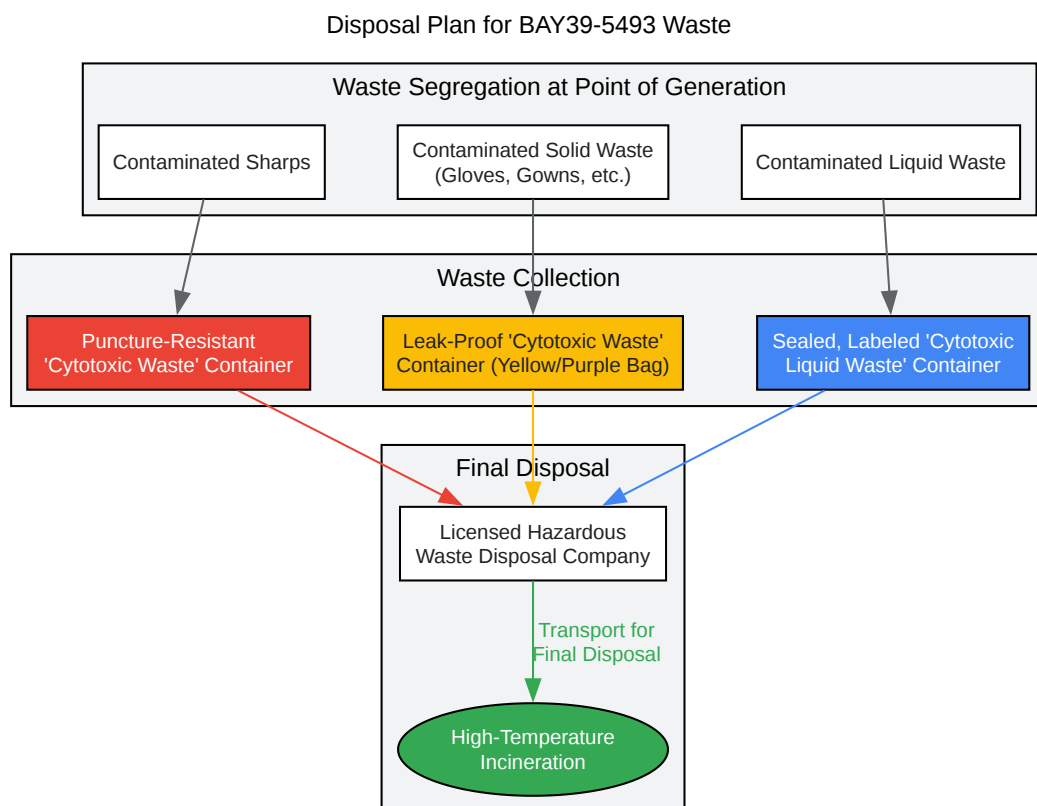 Disposal Plan for BAY39-5493 Waste
Waste Segregation at Point of Generation
Contaminated Sharps
Contaminated Solid Waste
(Gloves, Gowns, etc.)
Contaminated Liquid Waste
Waste Collection
Puncture-Resistant
'Cytotoxic Waste' Container
Leak-Proof 'Cytotoxic Waste'
Container (Yellow/Purple Bag)
Sealed, Labeled 'Cytotoxic
Liquid Waste' Container
Final Disposal
Licensed Hazardous
Waste Disposal Company
Transport for
Final Disposal
High-Temperature
Incineration